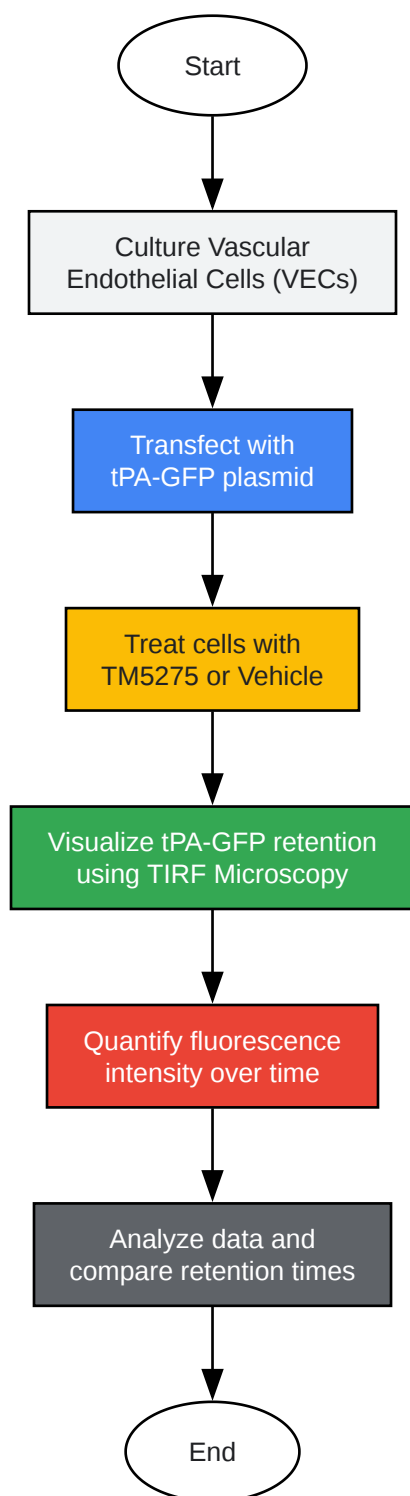 Start
Culture Vascular
Endothelial Cells (VECs)
Transfect with
tPA-GFP plasmid
Treat cells with
TM5275 or Vehicle
Visualize tPA-GFP retention
using TIRF Microscopy
Quantify fluorescence
intensity over time
Analyze data and
compare retention times
End